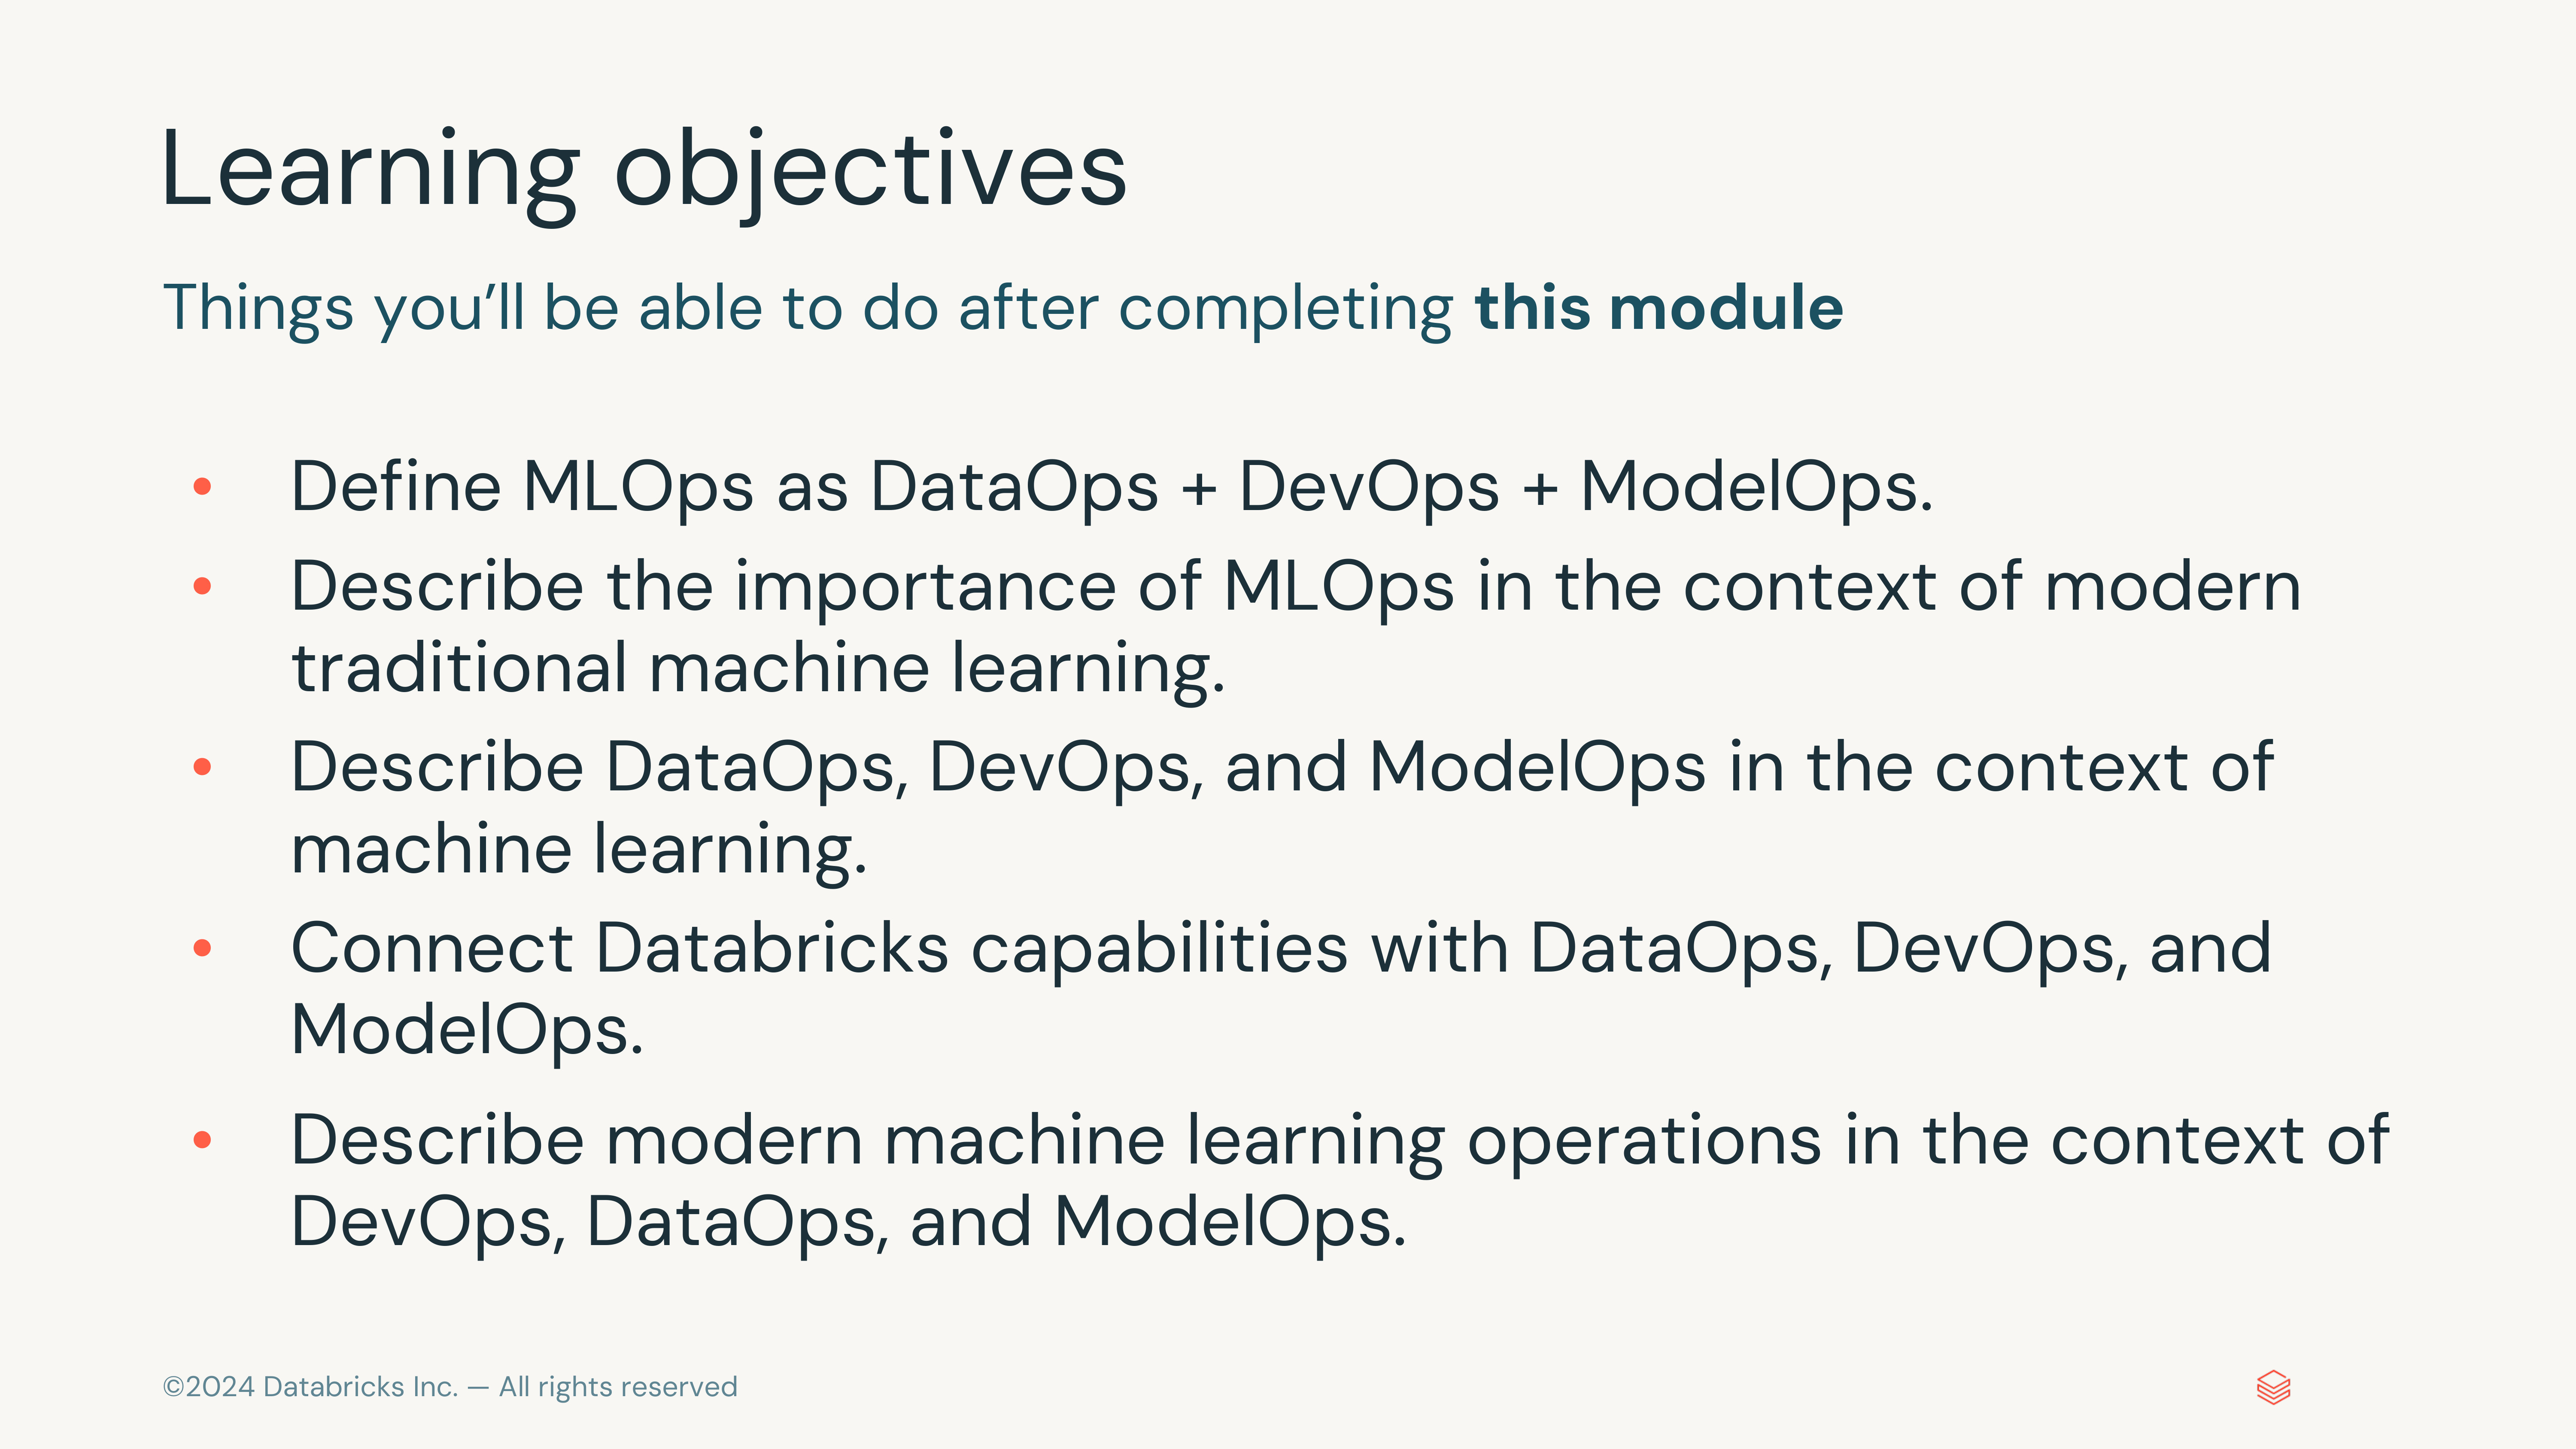 Learning objectives
Things you’ll be able to do after completing this module
• Define MLOps as DataOps + DevOps + ModelOps.
• Describe the importance of MLOps in the context of modern
traditional machine learning.
• Describe DataOps, DevOps, and ModelOps in the context of
machine learning.
• Connect Databricks capabilities with DataOps, DevOps, and
ModelOps.
• Describe modern machine learning operations in the context of
DevOps, DataOps, and ModelOps.
©2024 Databricks Inc. — All rights reserved